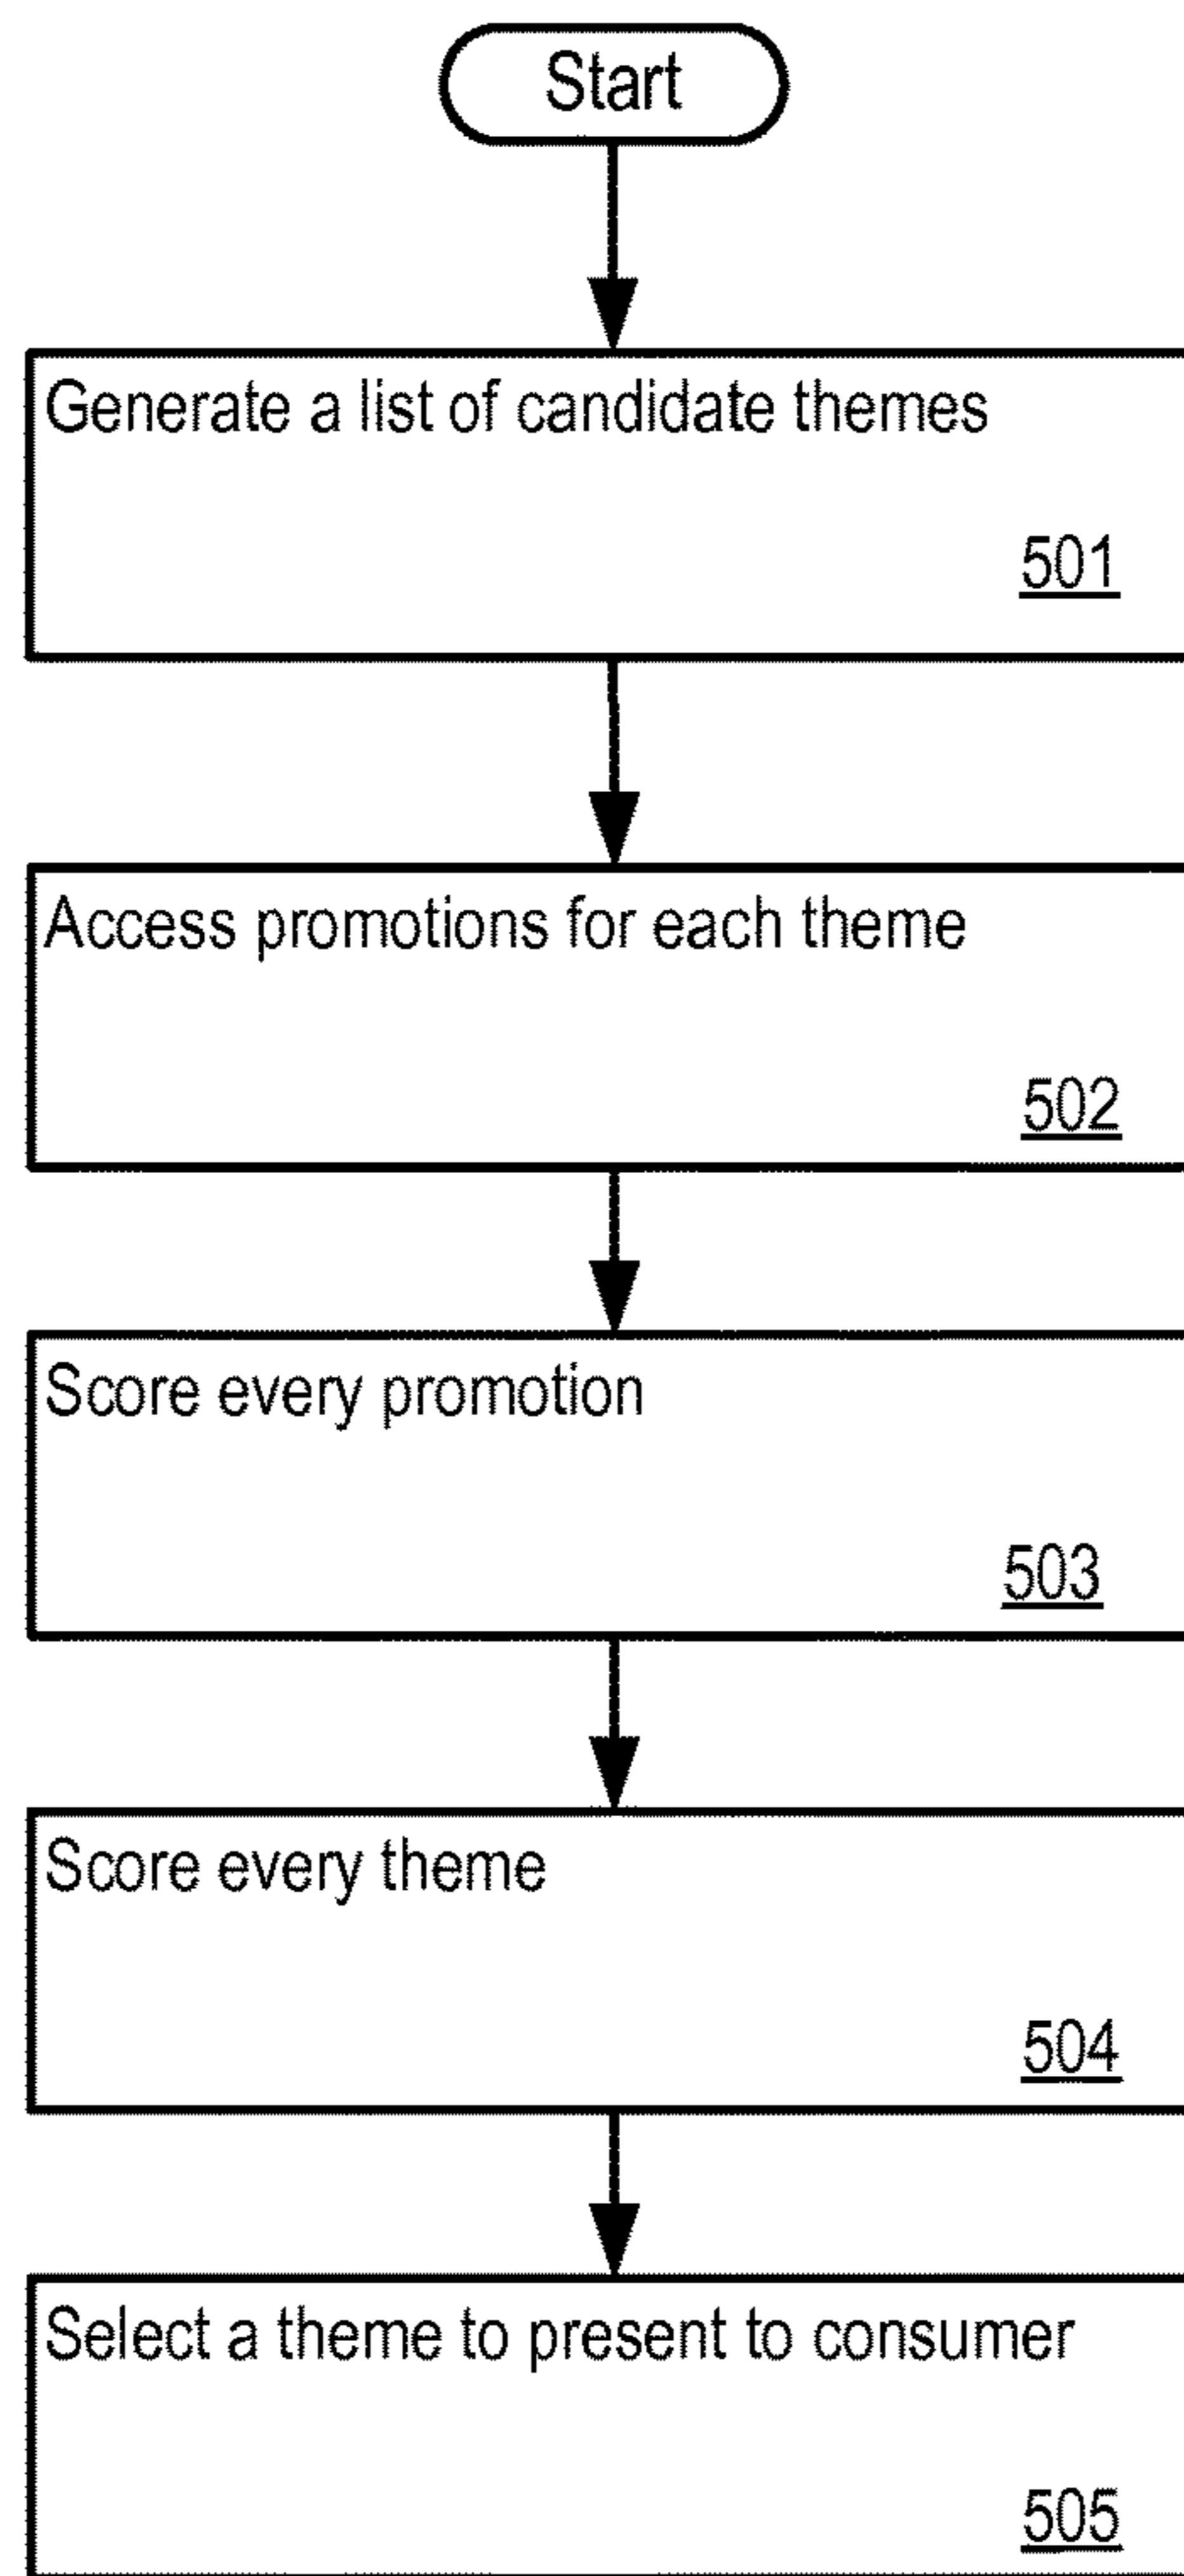 Start
Generate a list of candidate themes
501
Access promotions for each theme
502
Score every promotion
503
Score every theme
504
Select a theme to present to consumer
505